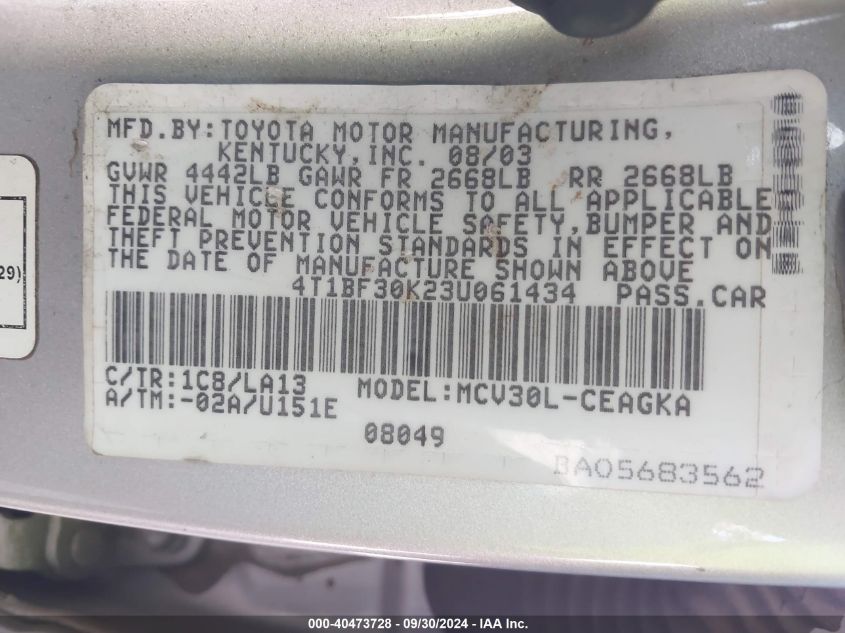 MFD.BY:TOYOTA MOTOR MANUFACTURING,
KENTUCKY,INC. 08/03
GVWR 4442LB GAWR FR 2668LB RR 2668LB
THIS VEHICLE CONFORMS TO ALL APPLICABLE
FEDERAL MOTOR VEHICLE SAFETY,BUMPER AND
THEFT PREVENTION STANDARDS IN EFFECT ON
THE DATE OF MANUFACTURE SHOWN ABOVE
4T1BF30K23U061434 PASS.CAR
C/TR:1C8/LA13 MODEL:MCV30L-CEAGKA
A/TM:-02A/U151E
08049
BA05683562
29)
000-40473728 - 09/30/2024 - IAA Inc.